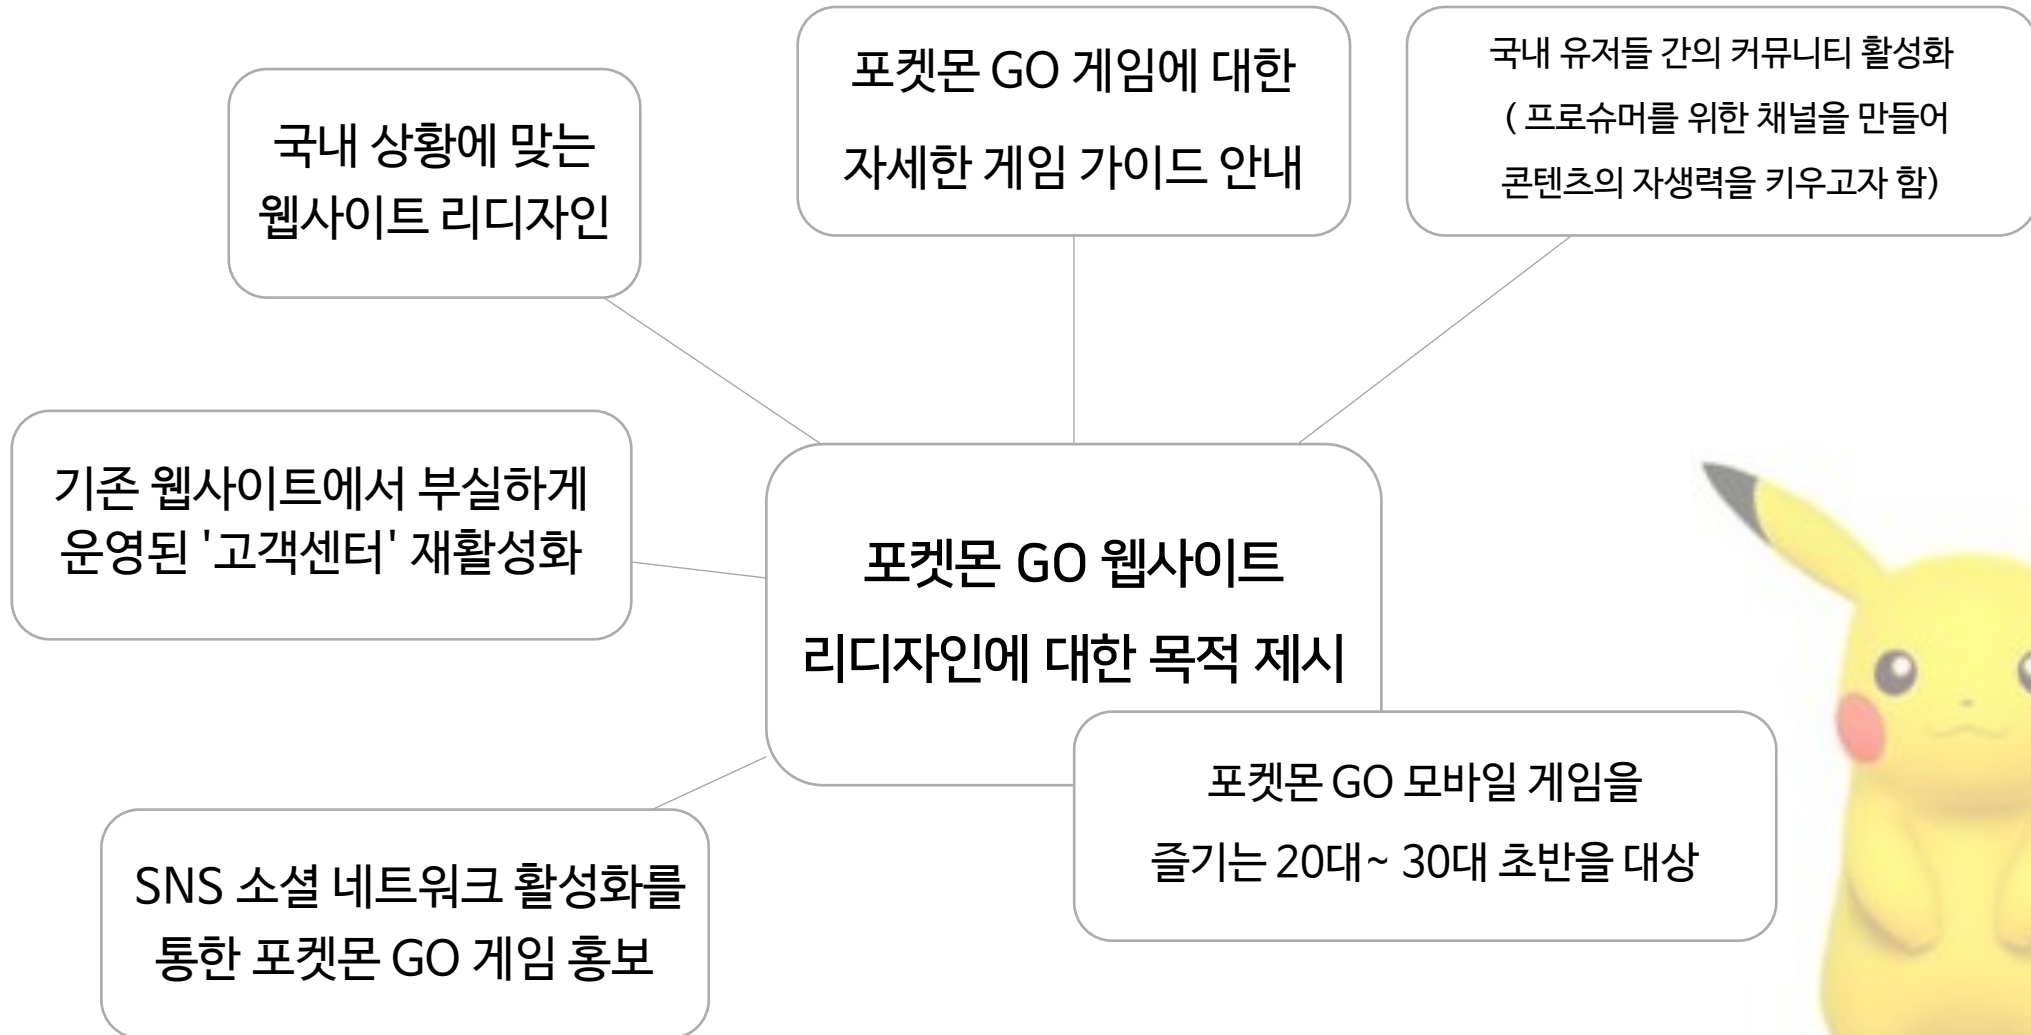 국내 상황에 맞는
웹사이트 리디자인
포켓몬 GO 게임에 대한
자세한 게임 가이드 안내
국내 유저들 간의 커뮤니티 활성화
( 프로슈머를 위한 채널을 만들어
콘텐츠의 자생력을 키우고자 함)
기존 웹사이트에서 부실하게
운영된 '고객센터' 재활성화
포켓몬 GO 웹사이트
리디자인에 대한 목적 제시
포켓몬 GO 모바일 게임을
즐기는 20대~ 30대 초반을 대상
SNS 소셜 네트워크 활성화를
통한 포켓몬 GO 게임 홍보